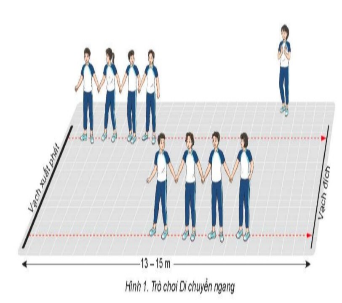 Vạch xuất phát
Vạch đích
13 – 15 m
Hình 1. Trò chơi Di chuyển ngang